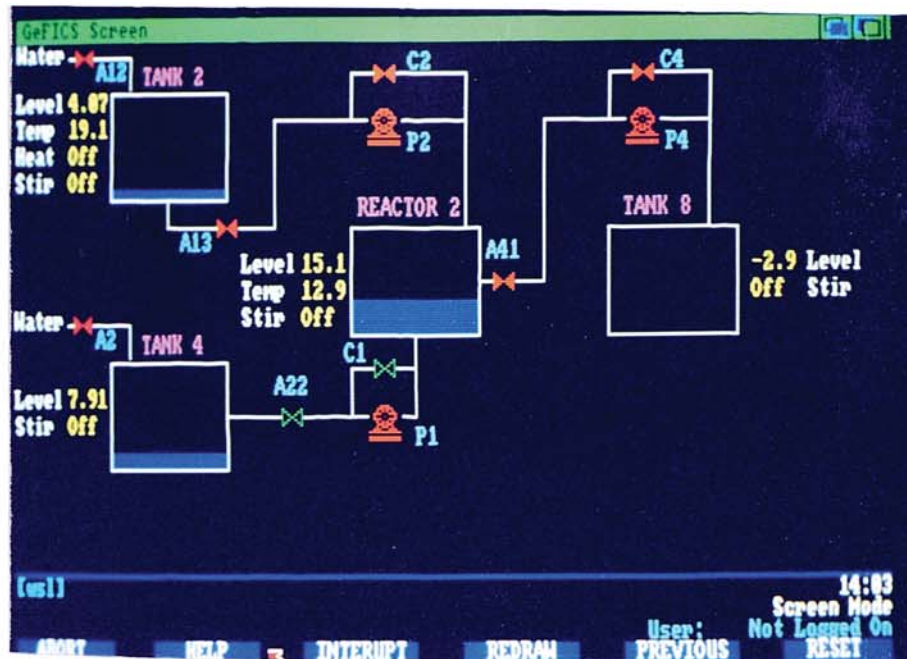 GeFICS Screen
Water
A12
TANK 2
Level 4.07
Temp 19.1
Heat Off
Stir Off
A13
C2
P2
C4
P4
REACTOR 2
Level 15.1
Temp 12.9
Stir Off
A41
TANK 8
-2.9 Level
Off Stir
Water
A2
TANK 4
Level 7.91
Stir Off
A22
C1
P1
[wsl]
14:03
Screen Mode
User: Not Logged On
ABORT HELP INTERUPT REDRAW PREVIOUS RESET